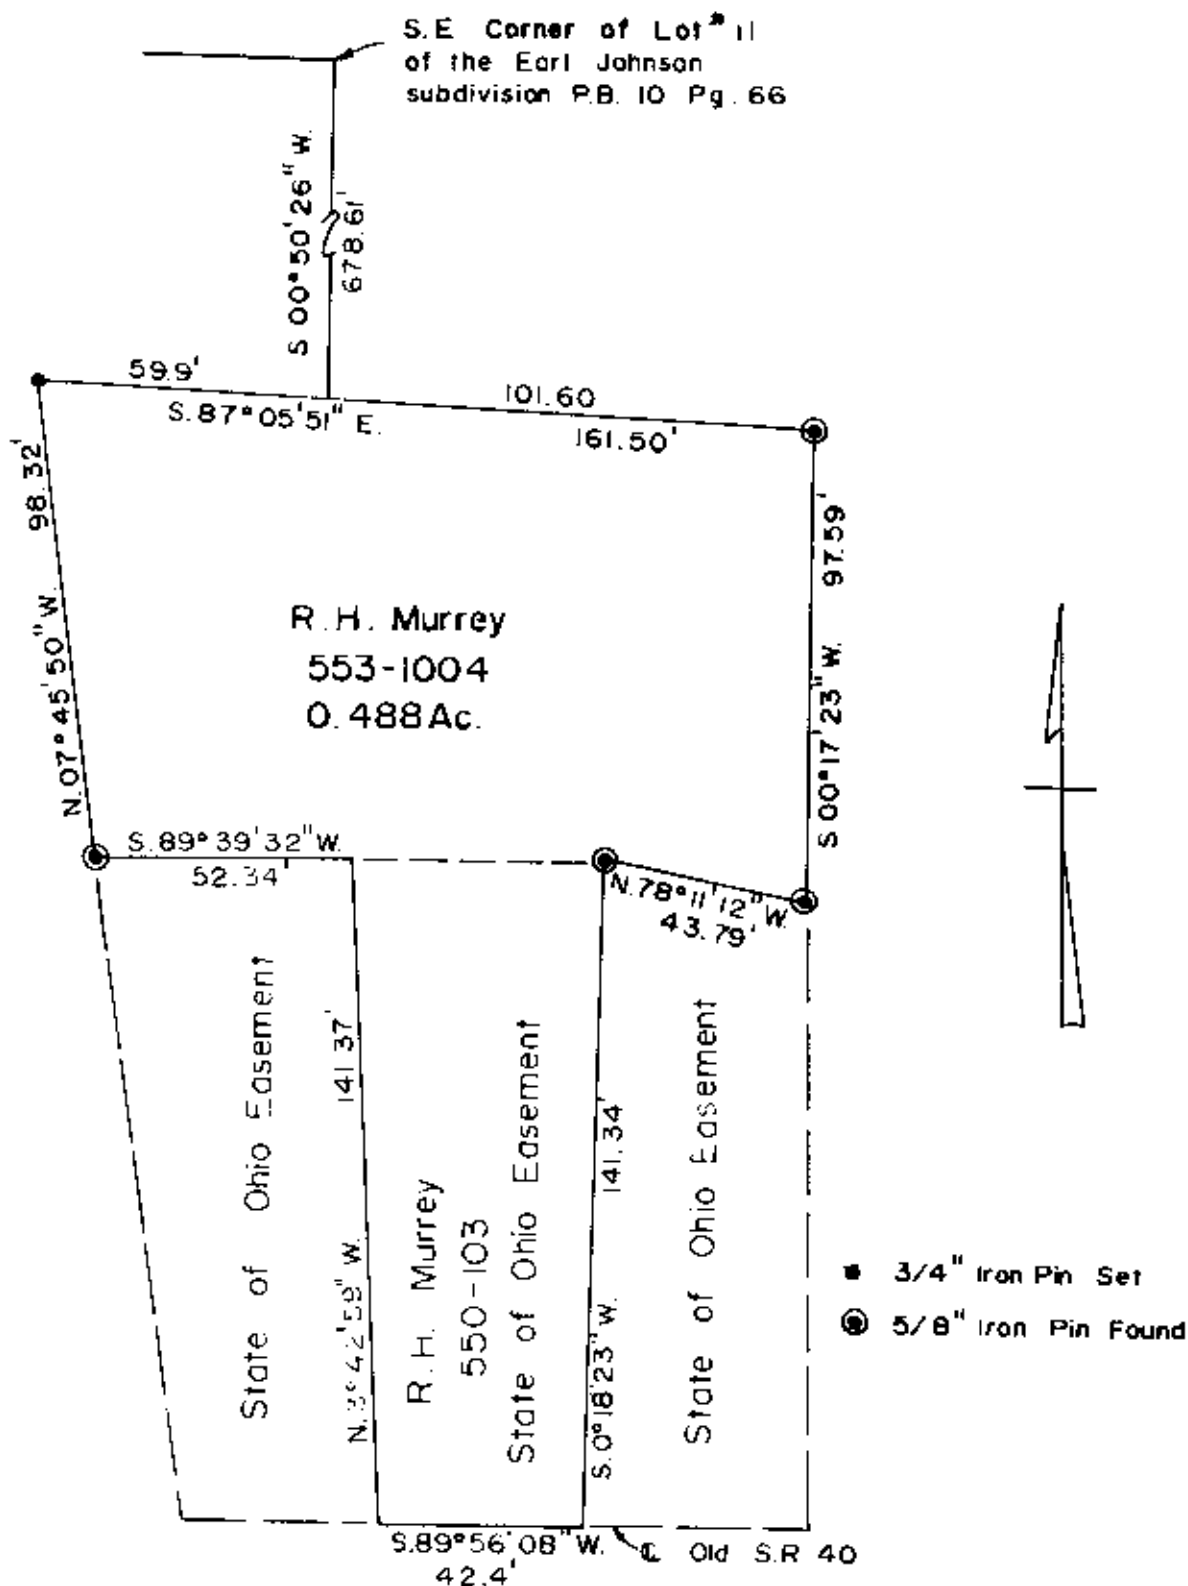 S.E Corner of Lot # 11
of the Earl Johnson
subdivision P.B. 10 Pg. 66
S 00° 50' 26" W.
678.61'
59.9'
S. 87° 05' 51" E.
101.60
161.50'
98.32'
N. 07° 45' 50" W.
97.59'
S 00° 17' 23" W.
R. H. Murrey
553-1004
0.488 Ac.
S. 89° 39' 32" W.
52.34'
N. 78° 11' 12" W.
43.79'
State of Ohio Easement
141.37'
N. 3° 42' 59" W.
R. H. Murrey
550-103
State of Ohio Easement
141.34'
S. 0° 18' 23" W.
State of Ohio Easement
3/4" Iron Pin Set
5/8" Iron Pin Found
S. 89° 56' 08" W.
42.4'
℄ Old S.R 40